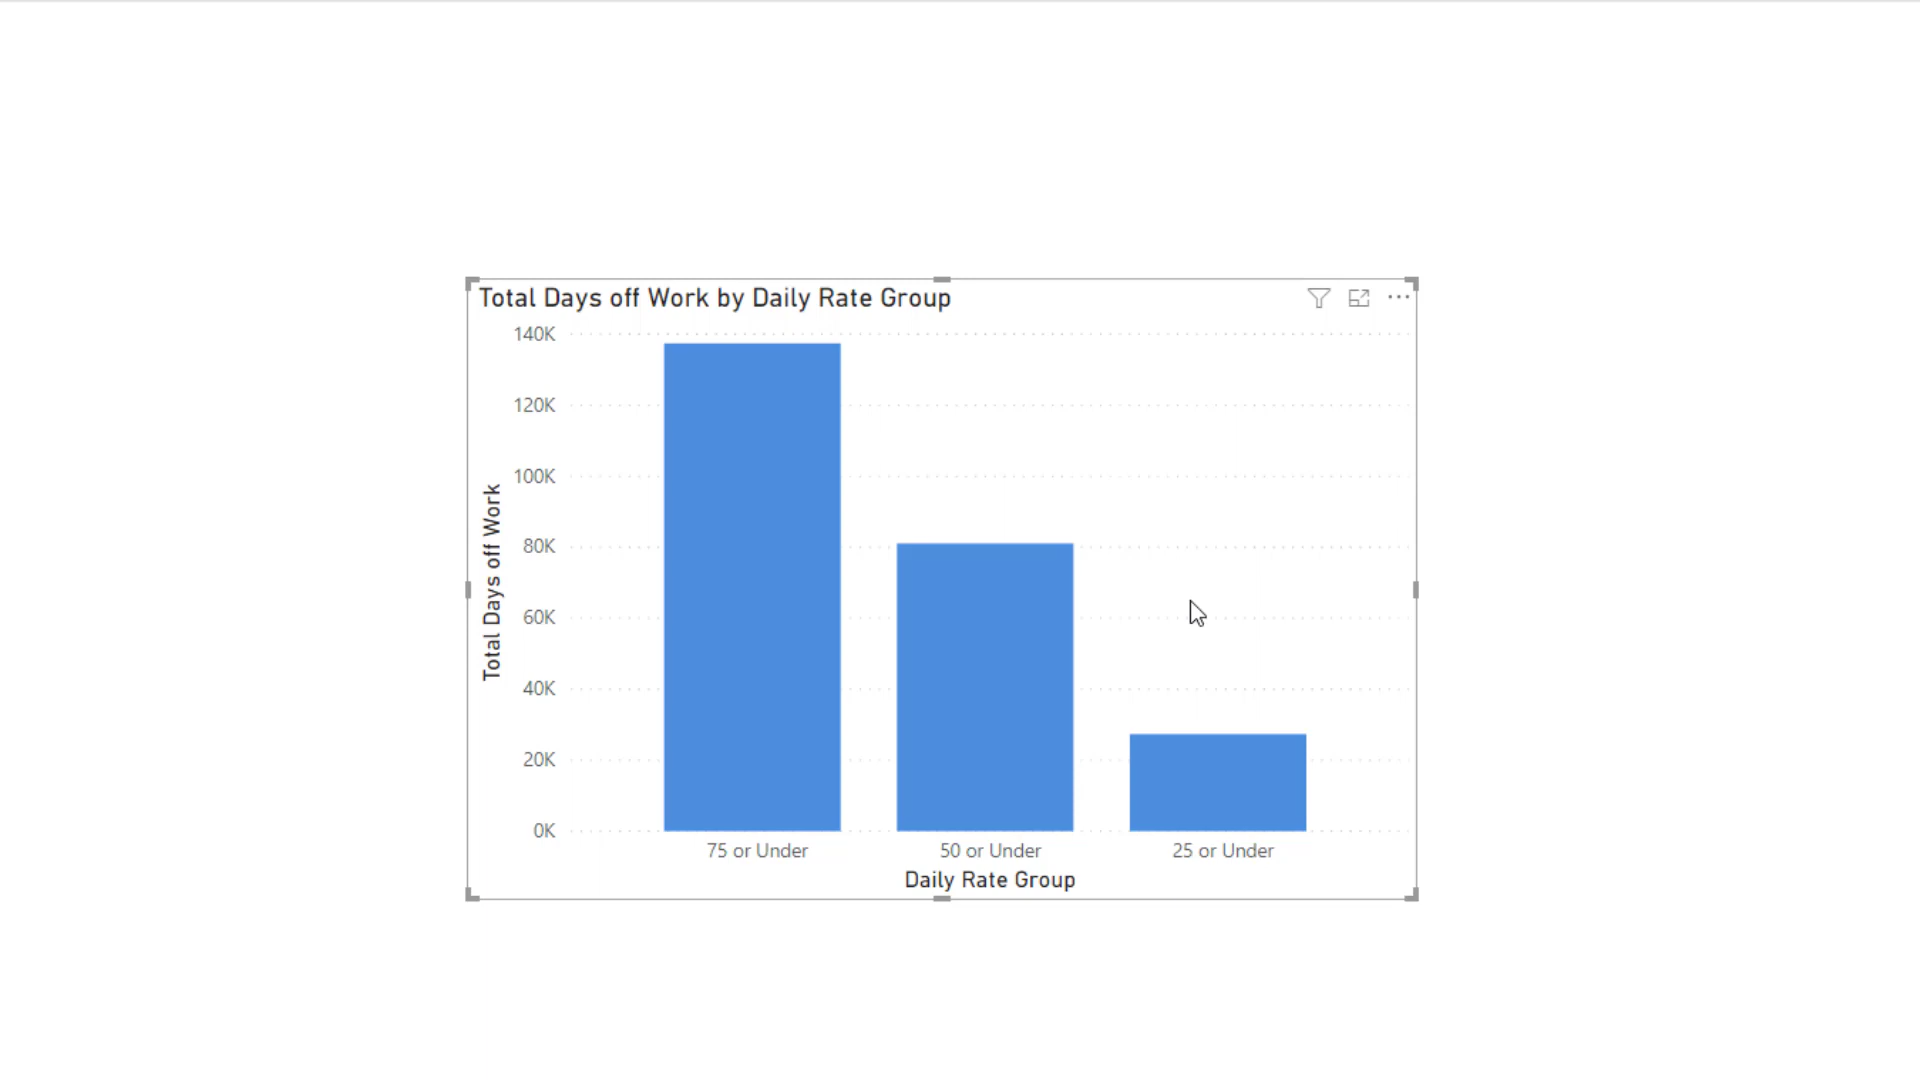 Total Days off Work by Daily Rate Group
140K
120K
100K
80K
60K
40K
20K
0K
Total Days off Work
75 or Under
50 or Under
25 or Under
Daily Rate Group